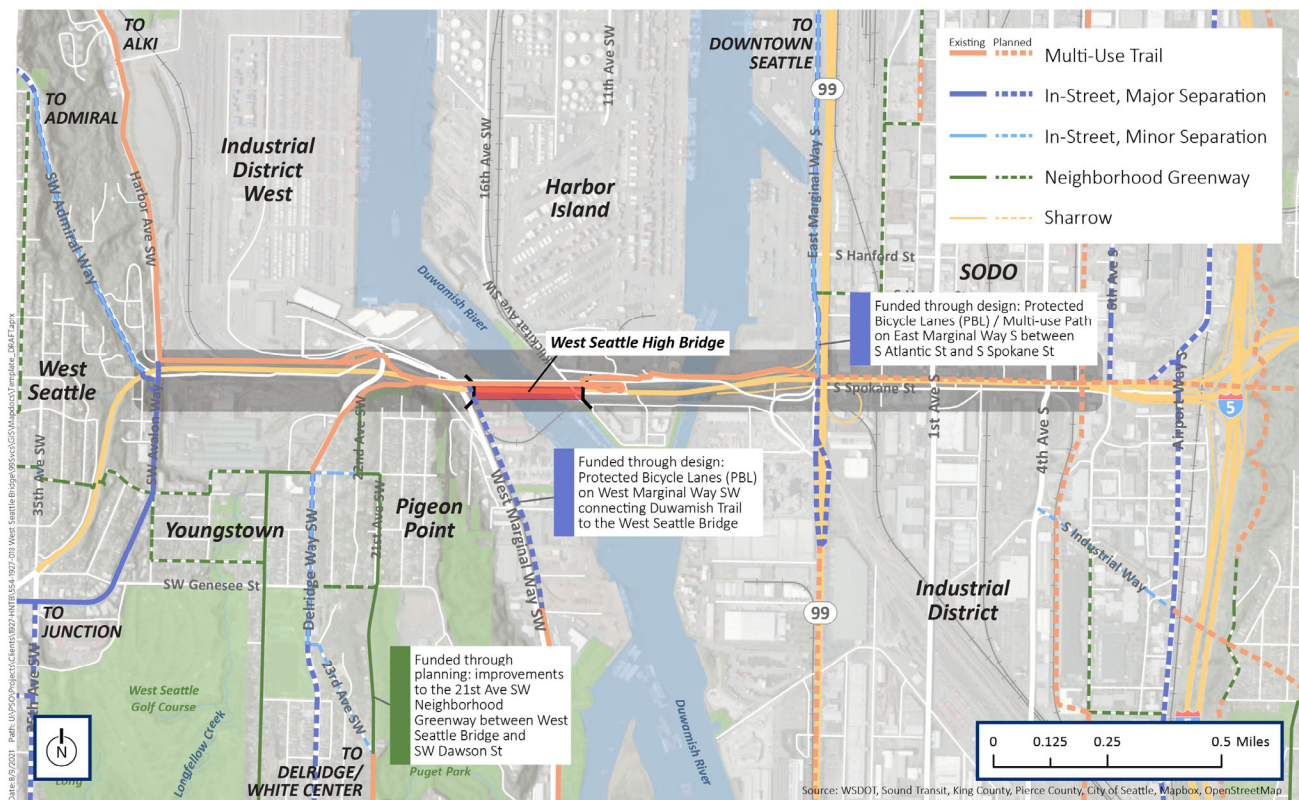 TO
ALKI
TO
ADMIRAL
Industrial
District
West
SW Admiral Way
Harbor Ave SW
16th Ave SW
11th Ave SW
Harbor
Island
TO
DOWNTOWN
SEATTLE
99
East Marginal Way S
Existing Planned
Multi-Use Trail
In-Street, Major Separation
In-Street, Minor Separation
Neighborhood Greenway
Sharrow
S Hanford St
SODO
6th Ave S
Duwamish River
West Seattle High Bridge
Funded through design: Protected
Bicycle Lanes (PBL) / Multi-use Path
on East Marginal Way S between
S Atlantic St and S Spokane St
West
Seattle
S Spokane St
5
35th Ave SW
SW Avalon Way
22nd Ave SW
1st Ave S
4th Ave S
Airport Way S
Youngstown
Pigeon
Point
21st Ave SW
Delridge Way SW
West Marginal Way SW
Funded through design:
Protected Bicycle Lanes (PBL)
on West Marginal Way SW
connecting Duwamish Trail
to the West Seattle Bridge
S Industrial Way
SW Genesee St
TO
JUNCTION
99
Industrial
District
35th Ave SW
West Seattle
Golf Course
Longfellow Creek
23rd Ave SW
Funded through
planning: improvements
to the 21st Ave SW
Neighborhood
Greenway between West
Seattle Bridge and
SW Dawson St
Duwamish River
N
Long
TO
DELRIDGE/
WHITE CENTER
Puget Park
0 0.125 0.25 0.5 Miles
Source: WSDOT, Sound Transit, King County, Pierce County, City of Seattle, Mapbox, OpenStreetMap
Date:8/9/2021